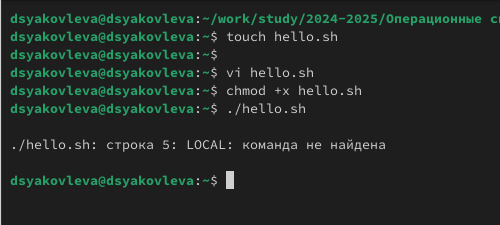 dsyakovleva@dsyakovleva:~/work/study/2024-2025/Операционные
dsyakovleva@dsyakovleva:~$ touch hello.sh
dsyakovleva@dsyakovleva:~$
dsyakovleva@dsyakovleva:~$ vi hello.sh
dsyakovleva@dsyakovleva:~$ chmod +x hello.sh
dsyakovleva@dsyakovleva:~$ ./hello.sh
./hello.sh: строка 5: LOCAL: команда не найдена
dsyakovleva@dsyakovleva:~$